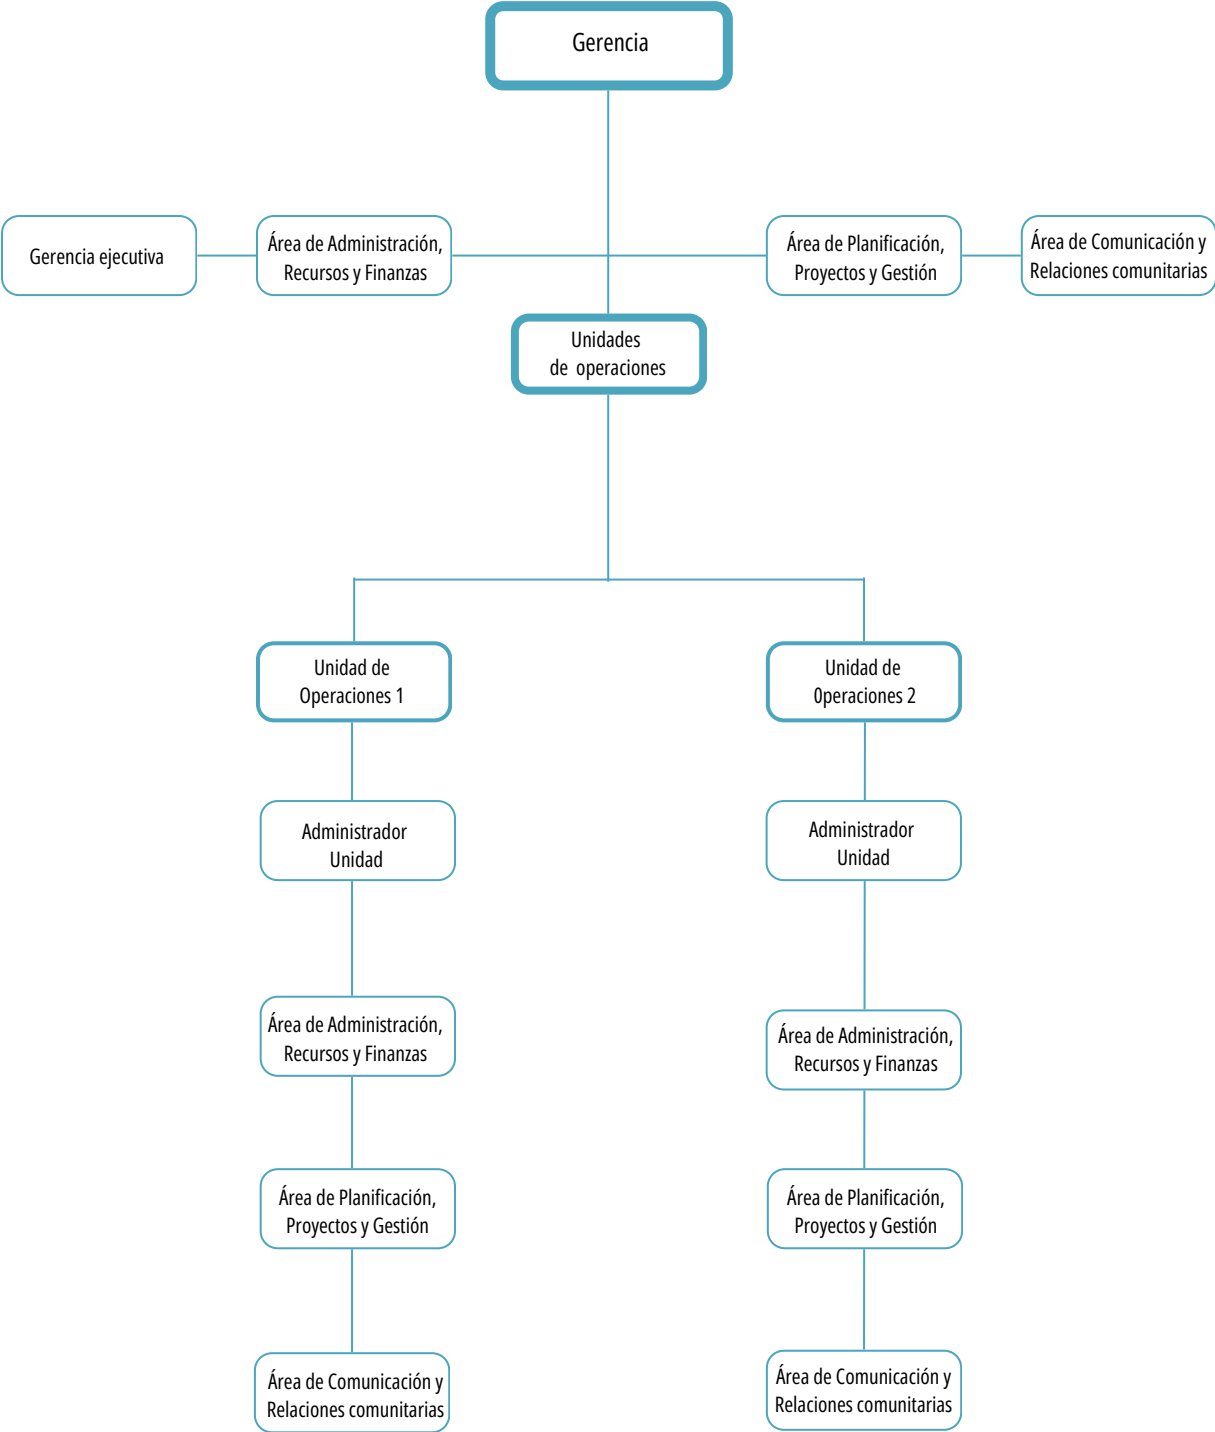 Gerencia
Gerencia ejecutiva
Área de Administración,
Recursos y Finanzas
Área de Planificación,
Proyectos y Gestión
Área de Comunicación y
Relaciones comunitarias
Unidades
de operaciones
Unidad de
Operaciones 1
Unidad de
0peraciones 2
Administrador
Unidad
Administrador
Unidad
Área de Administración,
Recursos y Finanzas
Área de Administración,
Recursos y Finanzas
Área de Planificación,
Proyectos y Gestión
Área de Planificación,
Proyectos y Gestión
Área de Comunicación y
Relaciones comunitarias
Área de Comunicación y
Relaciones comunitarias